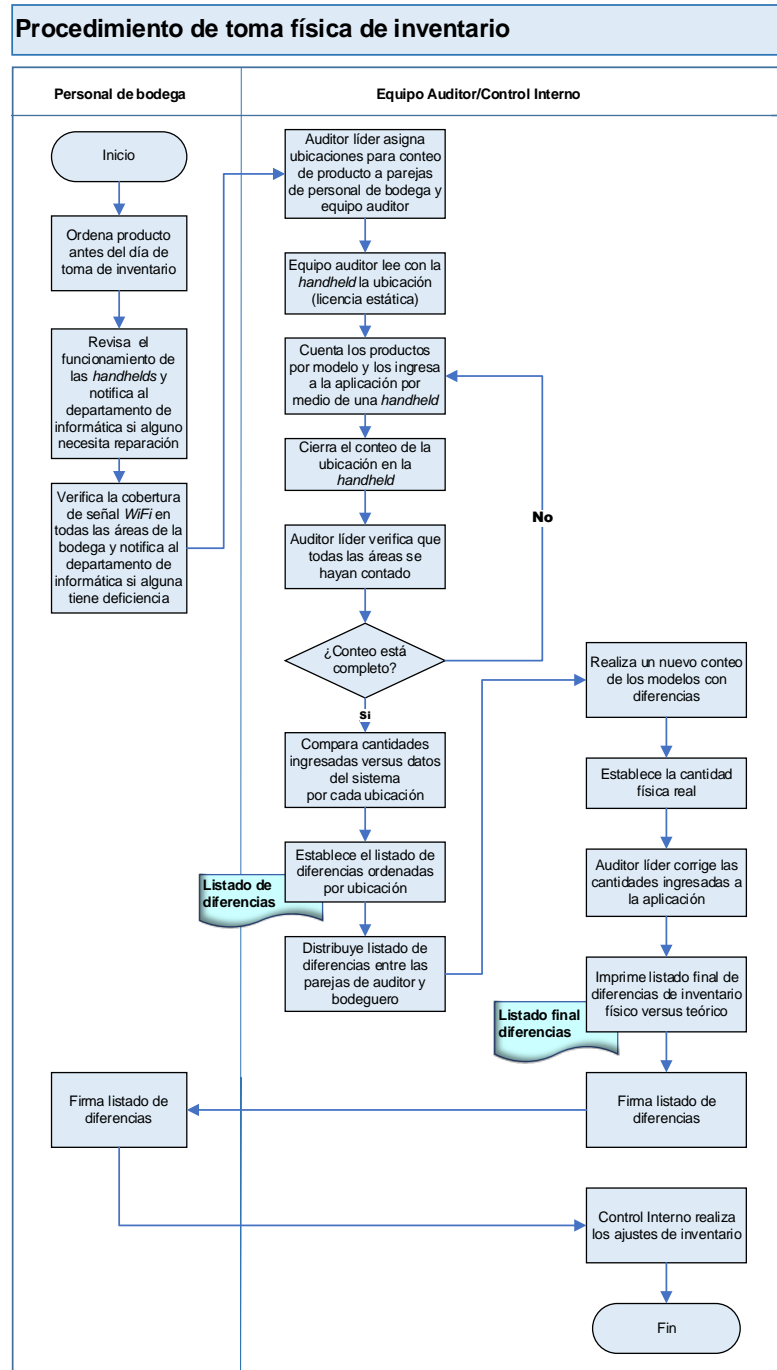 Procedimiento de toma física de inventario
Personal de bodega
Equipo Auditor/Control Interno
Inicio
Ordena producto
antes del día de
toma de inventario
Revisa el
funcionamiento de
las handhelds y
notifica al
departamento de
informática si alguno
necesita reparación
Verifica la cobertura
de señal WiFi en
todas las áreas de la
bodega y notifica al
departamento de
informática si alguna
tiene deficiencia
Auditor líder asigna
ubicaciones para conteo
de producto a parejas
de personal de bodega y
equipo auditor
Equipo auditor lee con la
handheld la ubicación
(licencia estática)
Cuenta los productos
por modelo y los ingresa
a la aplicación por
medio de una handheld
Cierra el conteo de la
ubicación en la
handheld
Auditor líder verifica que
todas las áreas se
hayan contado
¿Conteo está
completo?
No
Si
Compara cantidades
ingresadas versus datos
del sistema
por cada ubicación
Establece el listado de
diferencias ordenadas
por ubicación
Listado de
diferencias
Distribuye listado de
diferencias entre las
parejas de auditor y
bodeguero
Realiza un nuevo conteo
de los modelos con
diferencias
Establece la cantidad
física real
Auditor líder corrige las
cantidades ingresadas a
la aplicación
Imprime listado final de
diferencias de inventario
físico versus teórico
Listado final
diferencias
Firma listado de
diferencias
Firma listado de
diferencias
Control Interno realiza
los ajustes de inventario
Fin